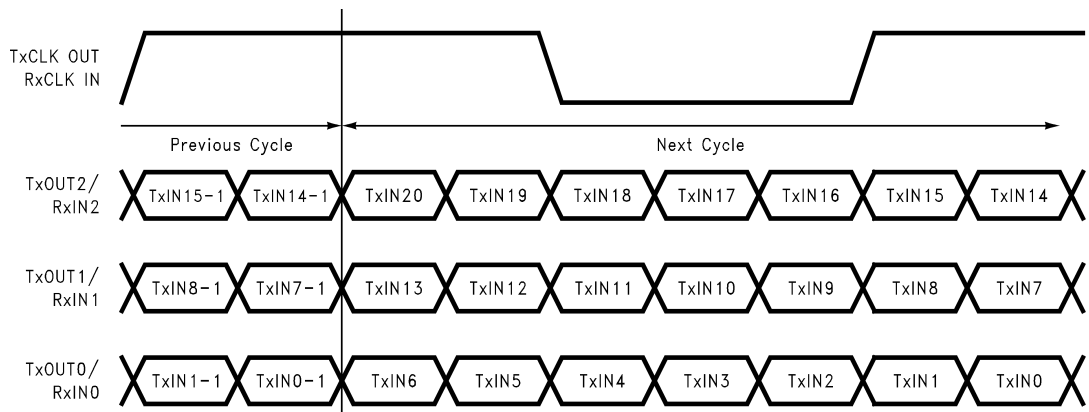 TxCLK OUT
RxCLK IN
Previous Cycle
Next Cycle
TxOUT2/
RxIN2
TxIN15-1 TxIN14-1 TxIN20 TxIN19 TxIN18 TxIN17 TxIN16 TxIN15 TxIN14
TxOUT1/
RxIN1
TxIN8-1 TxIN7-1 TxIN13 TxIN12 TxIN11 TxIN10 TxIN9 TxIN8 TxIN7
TxOUT0/
RxIN0
TxIN1-1 TxIN0-1 TxIN6 TxIN5 TxIN4 TxIN3 TxIN2 TxIN1 TxIN0